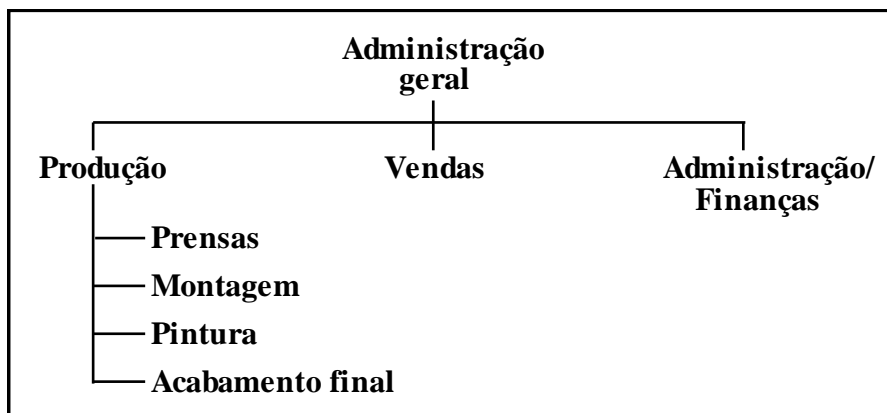 Administração
geral
Produção
Vendas
Administração/
Finanças
Prensas
Montagem
Pintura
Acabamento final